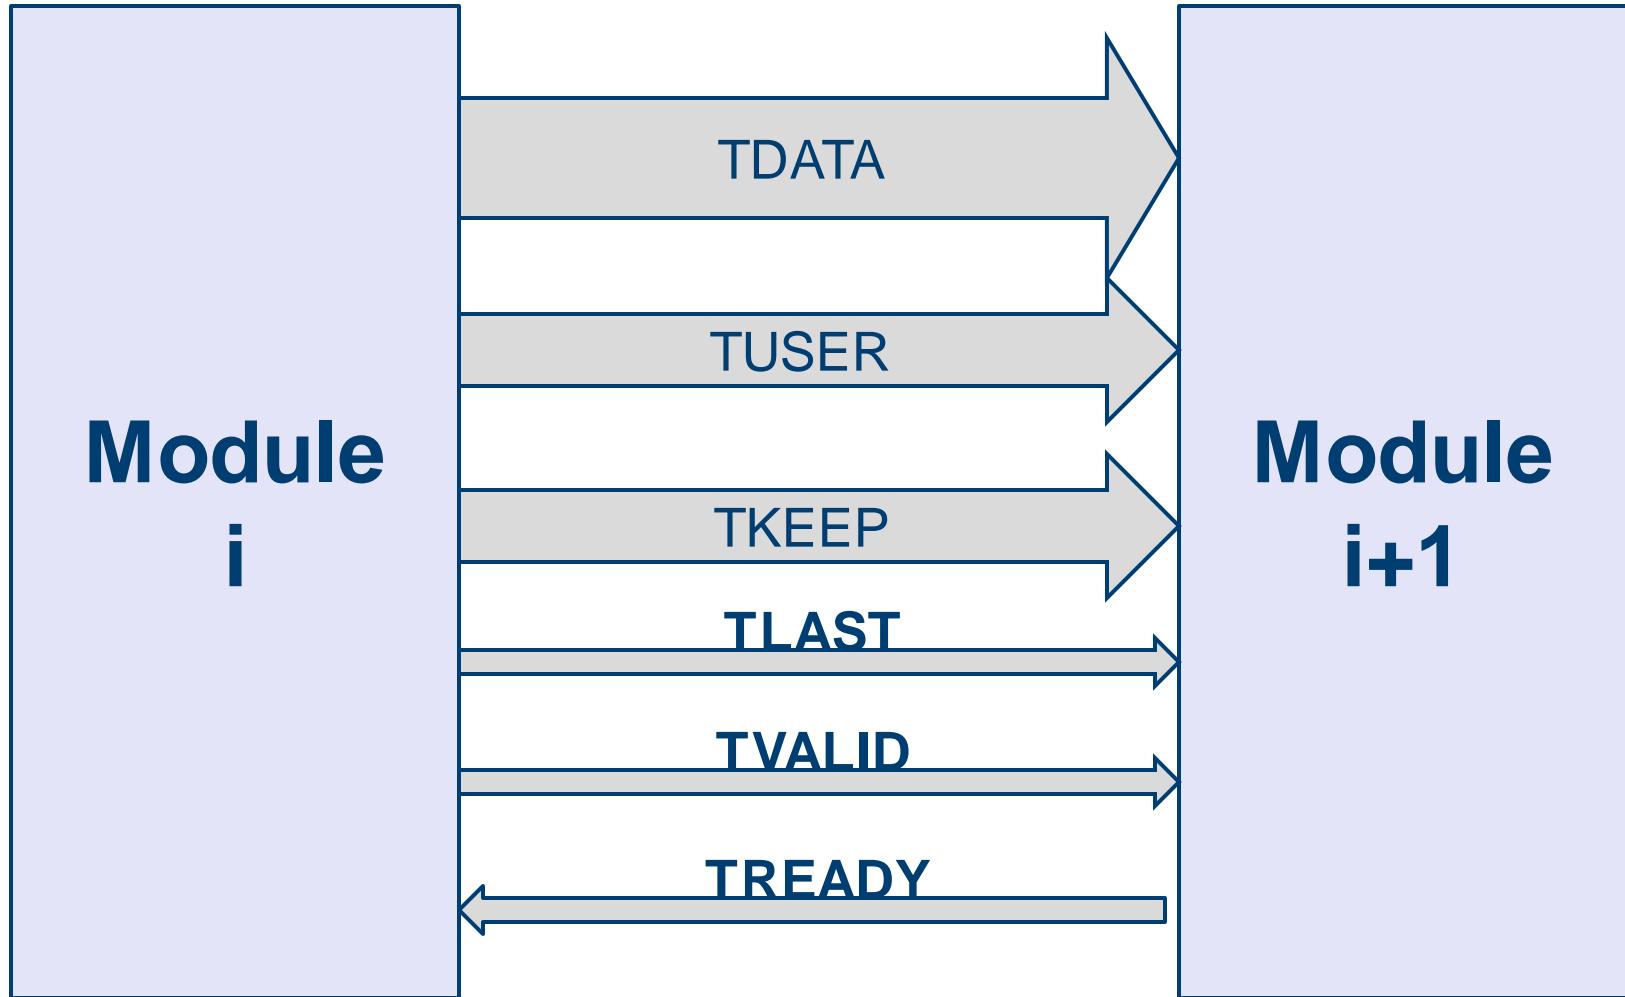 Module
i
TDATA
TUSER
TKEEP
TLAST
TVALID
TREADY
Module
i+1